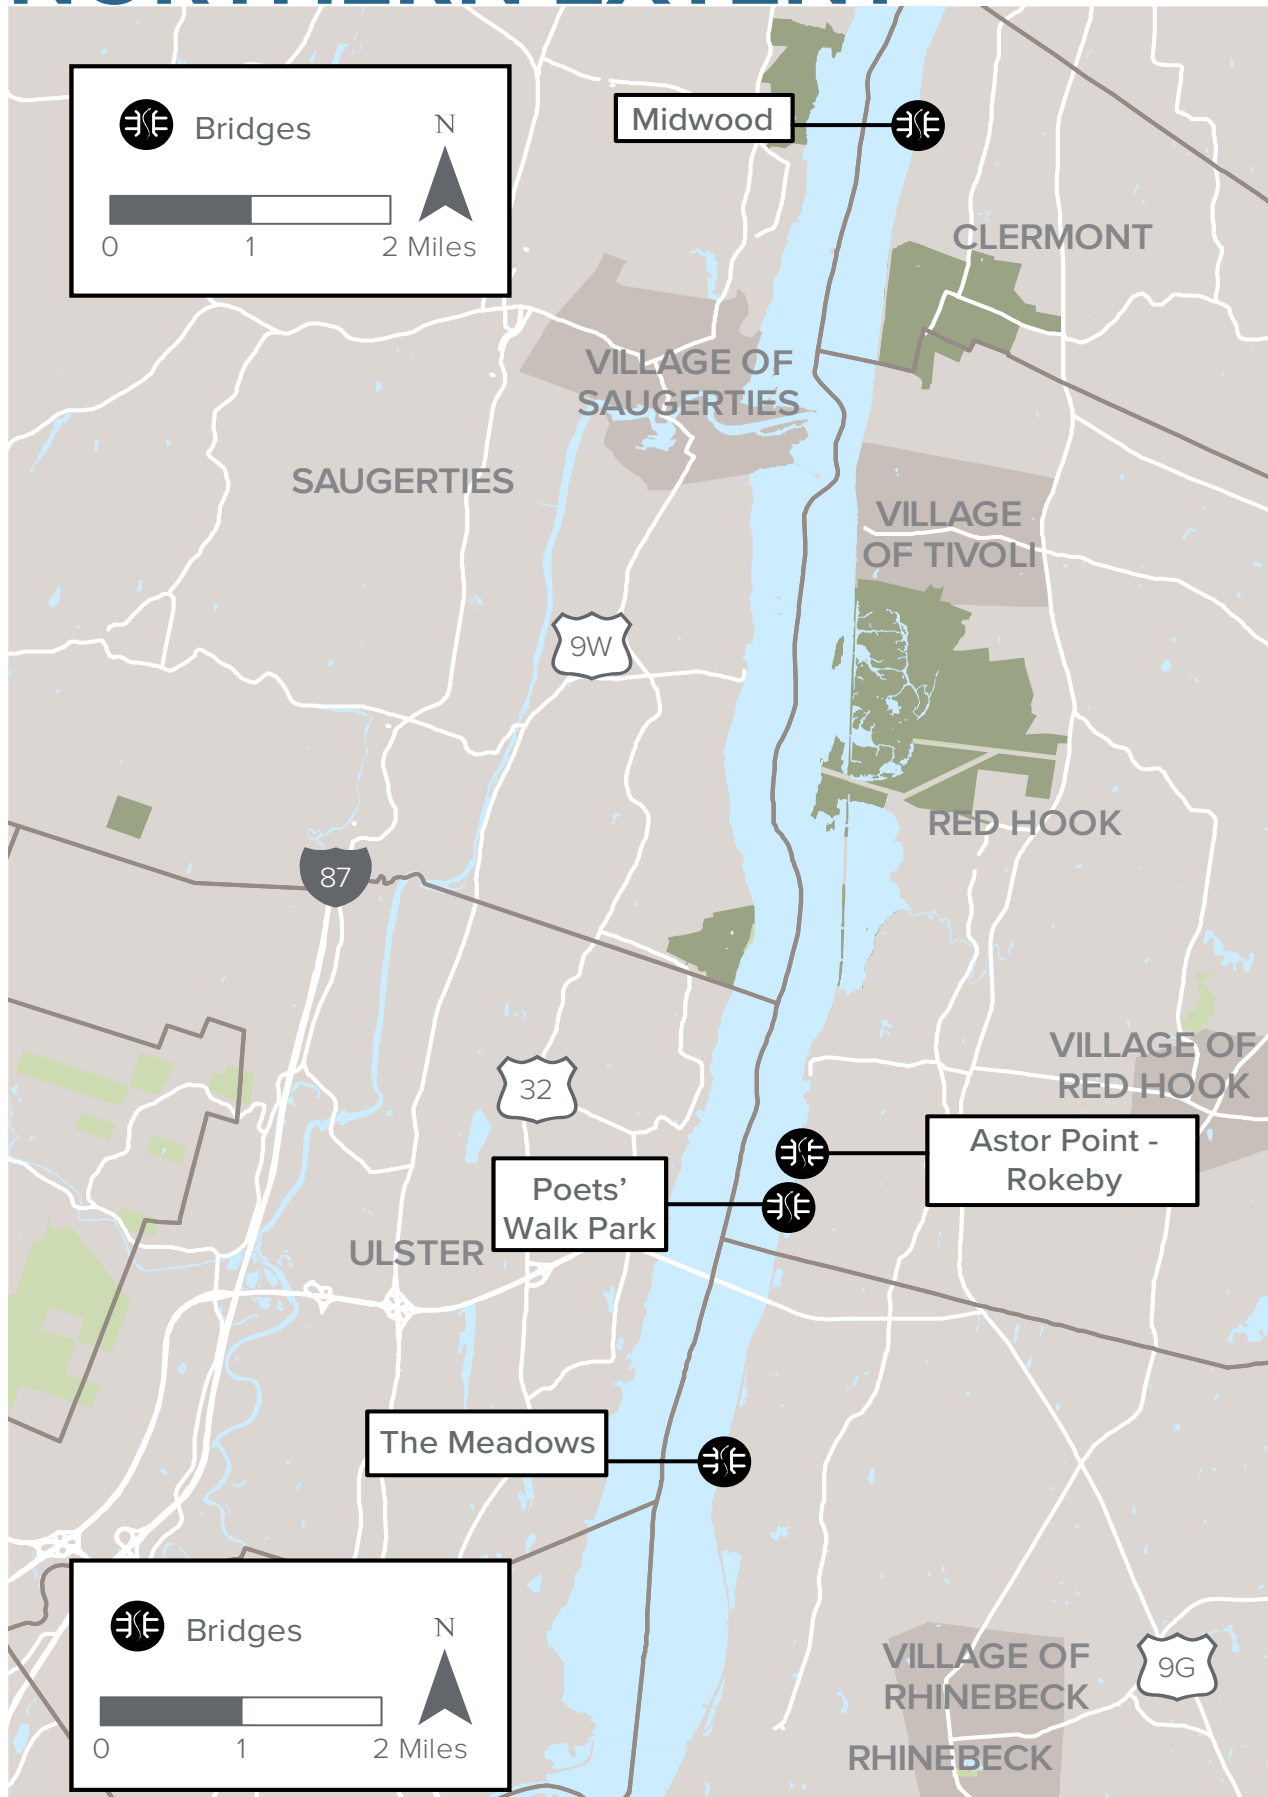 NORTHERN EXTENT
Bridges
N
0 1 2 Miles
Midwood
CLERMONT
VILLAGE OF
SAUGERTIES
SAUGERTIES
VILLAGE
OF TIVOLI
9W
RED HOOK
87
VILLAGE OF
RED HOOK
32
Astor Point -
Rokeby
Poets’
Walk Park
ULSTER
The Meadows
Bridges
N
0 1 2 Miles
VILLAGE OF
RHINEBECK
9G
RHINEBECK